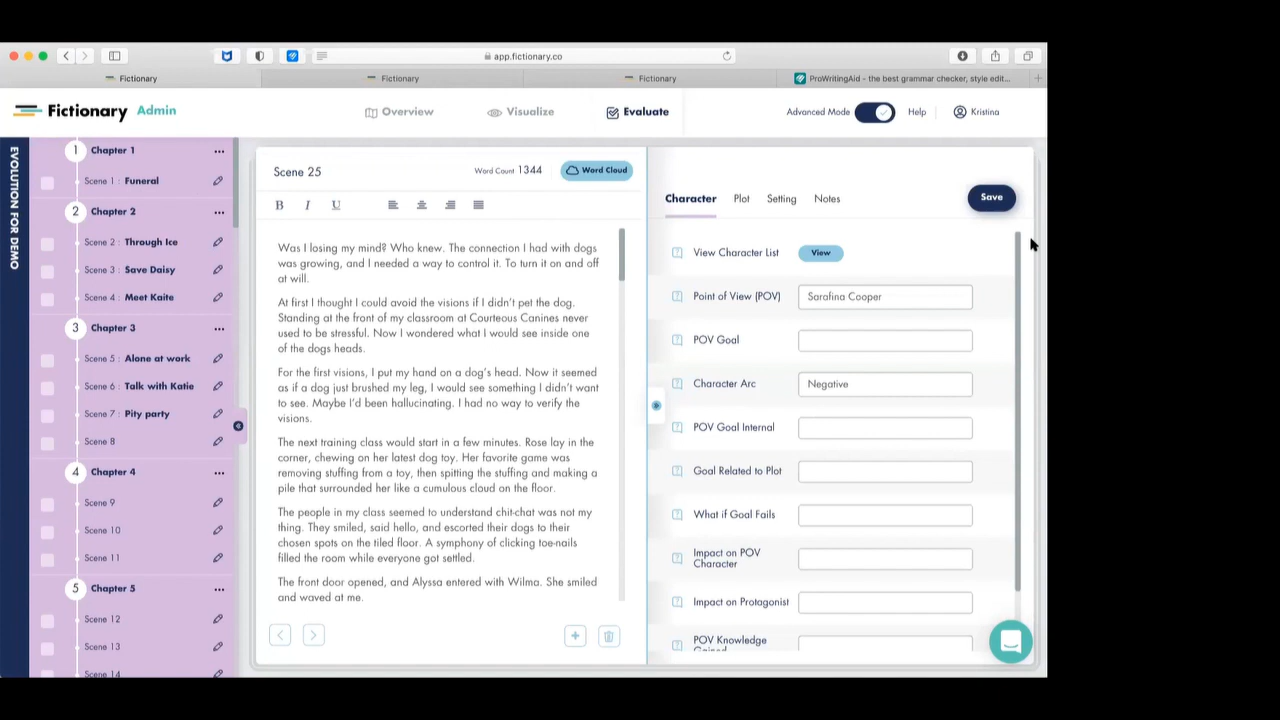 app.fictionary.co
Fictionary
Fictionary
Fictionary
ProWritingAid - the best grammar checker, style edit...
Fictionary Admin
Overview
Visualize
Evaluate
Advanced Mode
Help
Kristina
EVOLUTION FOR DEMO
1 Chapter 1 ...
Scene 1 : Funeral
2 Chapter 2 ...
Scene 2 : Through Ice
Scene 3 : Save Daisy
Scene 4 : Meet Kaite
3 Chapter 3 ...
Scene 5 : Alone at work
Scene 6 : Talk with Katie
Scene 7 : Pity party
Scene 8
4 Chapter 4 ...
Scene 9
Scene 10
Scene 11
5 Chapter 5 ...
Scene 12
Scene 13
Scene 14
Scene 25
Word Count 1344
Word Cloud
B I U
Was I losing my mind? Who knew. The connection I had with dogs
was growing, and I needed a way to control it. To turn it on and off
at will.
At first I thought I could avoid the visions if I didn't pet the dog.
Standing at the front of my classroom at Courteous Canines never
used to be stressful. Now I wondered what I would see inside one
of the dogs heads.
For the first visions, I put my hand on a dog's head. Now it seemed
as if a dog just brushed my leg, I would see something I didn't want
to see. Maybe I'd been hallucinating. I had no way to verify the
visions.
The next training class would start in a few minutes. Rose lay in the
corner, chewing on her latest dog toy. Her favorite game was
removing stuffing from a toy, then spitting the stuffing and making a
pile that surrounded her like a cumulous cloud on the floor.
The people in my class seemed to understand chit-chat was not my
thing. They smiled, said hello, and escorted their dogs to their
chosen spots on the tiled floor. A symphony of clicking toe-nails
filled the room while everyone got settled.
The front door opened, and Alyssa entered with Wilma. She smiled
and waved at me.
Character
Plot
Setting
Notes
Save
View Character List
View
Point of View (POV)
Sarafina Cooper
POV Goal
Character Arc
Negative
POV Goal Internal
Goal Related to Plot
What if Goal Fails
Impact on POV
Character
Impact on Protagonist
POV Knowledge
Gained